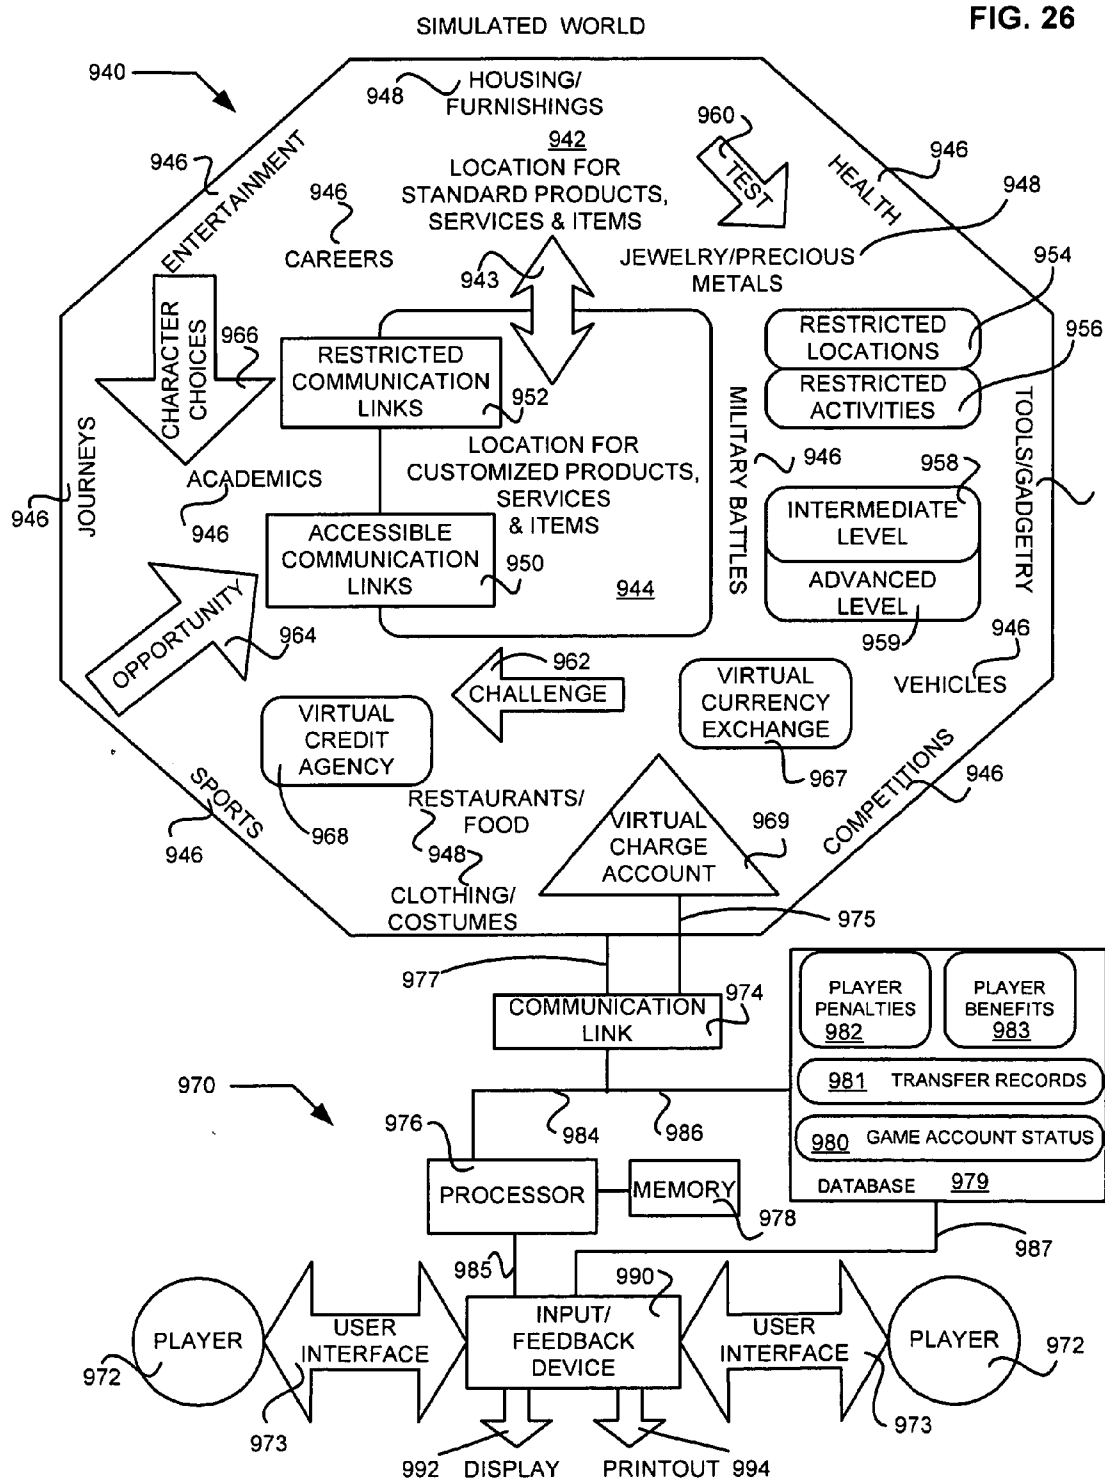 FIG. 26
SIMULATED WORLD
940
948
HOUSING/
FURNISHINGS
946
ENTERTAINMENT
942
LOCATION FOR
STANDARD PRODUCTS,
SERVICES & ITEMS
960
TEST
HEALTH
946
948
946
CAREERS
943
JEWELRY/PRECIOUS
METALS
954
CHARACTER
CHOICES
966
RESTRICTED
COMMUNICATION
LINKS
952
RESTRICTED
LOCATIONS
956
RESTRICTED
ACTIVITIES
MILITARY BATTLES
946
TOOLS/GADGETRY
JOURNEYS
946
ACADEMICS
946
LOCATION FOR
CUSTOMIZED PRODUCTS,
SERVICES
& ITEMS
958
INTERMEDIATE
LEVEL
ACCESSIBLE
COMMUNICATION
LINKS
950
944
ADVANCED
LEVEL
959
OPPORTUNITY
964
962
CHALLENGE
946
VEHICLES
VIRTUAL
CURRENCY
EXCHANGE
967
VIRTUAL
CREDIT
AGENCY
968
SPORTS
946
COMPETITIONS
946
RESTAURANTS/
FOOD
948
CLOTHING/
COSTUMES
VIRTUAL
CHARGE
ACCOUNT
969
975
977
COMMUNICATION
LINK
974
PLAYER
PENALTIES
982
PLAYER
BENEFITS
983
981 TRANSFER RECORDS
980 GAME ACCOUNT STATUS
DATABASE 979
970
976
984
986
PROCESSOR
MEMORY
978
987
985
990
PLAYER
972
USER
INTERFACE
973
INPUT/
FEEDBACK
DEVICE
USER
INTERFACE
973
PLAYER
972
992 DISPLAY
PRINTOUT 994